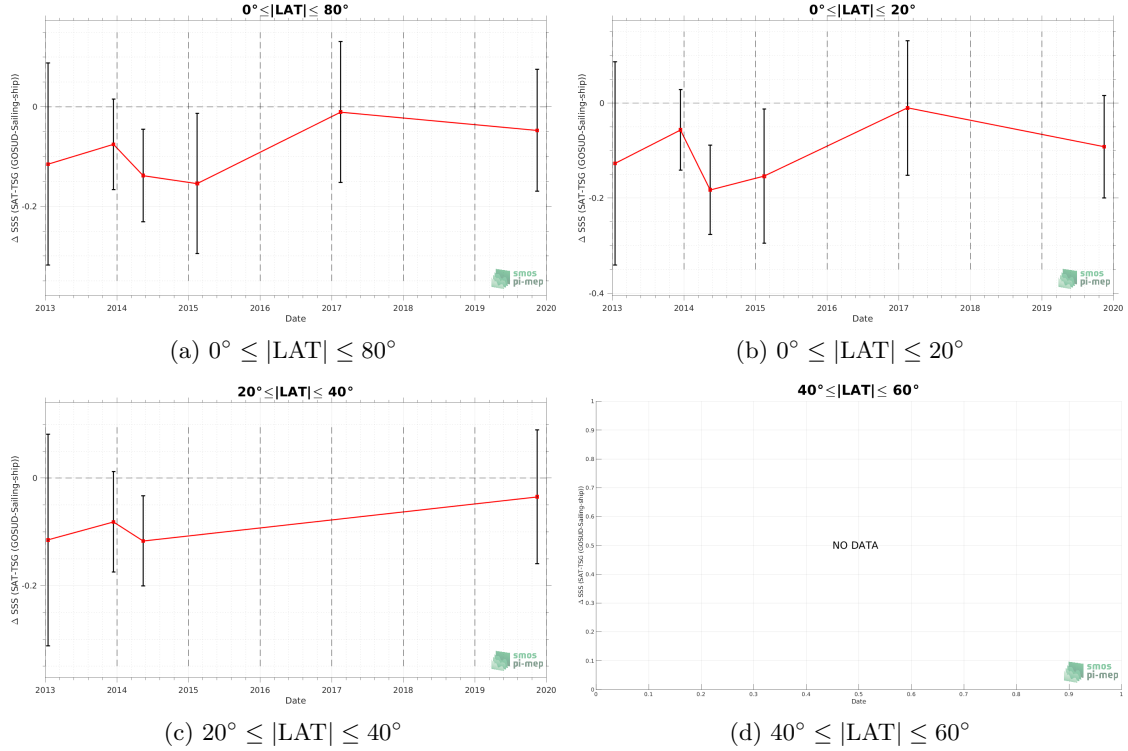 0°≤|LAT|≤ 80°
Δ SSS (SAT-TSG (GOSUD-Sailing-ship))
0
-0.2
2013 2014 2015 2016 2017 2018 2019 2020
Date
smos
pi-mep
(a) 0° ≤ |LAT| ≤ 80°
0°≤|LAT|≤ 20°
Δ SSS (SAT-TSG (GOSUD-Sailing-ship))
0
-0.2
-0.4
2013 2014 2015 2016 2017 2018 2019 2020
Date
smos
pi-mep
(b) 0° ≤ |LAT| ≤ 20°
20°≤|LAT|≤ 40°
Δ SSS (SAT-TSG (GOSUD-Sailing-ship))
0
-0.2
2013 2014 2015 2016 2017 2018 2019 2020
Date
smos
pi-mep
(c) 20° ≤ |LAT| ≤ 40°
40°≤|LAT|≤ 60°
Δ SSS (SAT-TSG (GOSUD-Sailing-ship))
1
0.9
0.8
0.7
0.6
0.5
0.4
0.3
0.2
0.1
0
NO DATA
0 0.1 0.2 0.3 0.4 0.5 0.6 0.7 0.8 0.9 1
Date
smos
pi-mep
(d) 40° ≤ |LAT| ≤ 60°